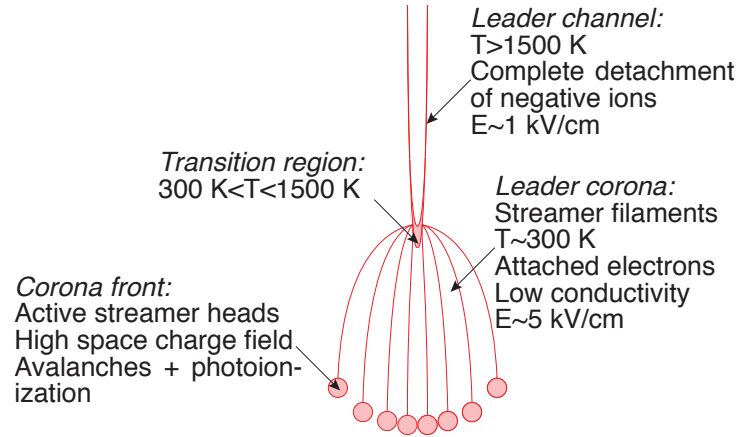 Leader channel:
T>1500 K
Complete detachment
of negative ions
E~1 kV/cm
Transition region:
300 K<T<1500 K
Leader corona:
Streamer filaments
T~300 K
Attached electrons
Low conductivity
E~5 kV/cm
Corona front:
Active streamer heads
High space charge field
Avalanches + photoion-
ization